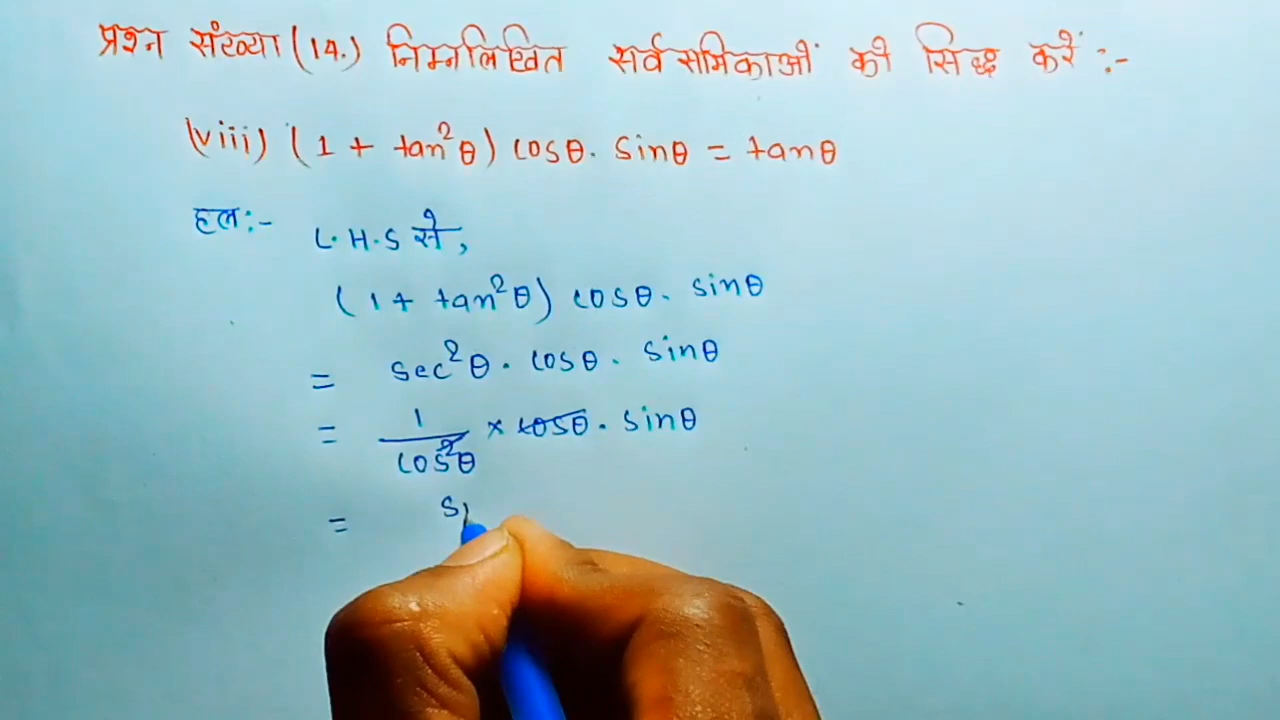 प्रश्न संख्या (14.) निम्नलिखित सर्वसमिकाओं को सिद्ध करें :-
(viii) (1 + tan²θ) cosθ. sinθ = tanθ
हल:-
L.H.S से,
(1 + tan²θ) cosθ. sinθ
= sec²θ. cosθ. sinθ
= 1/cos²θ × cosθ. sinθ
= si